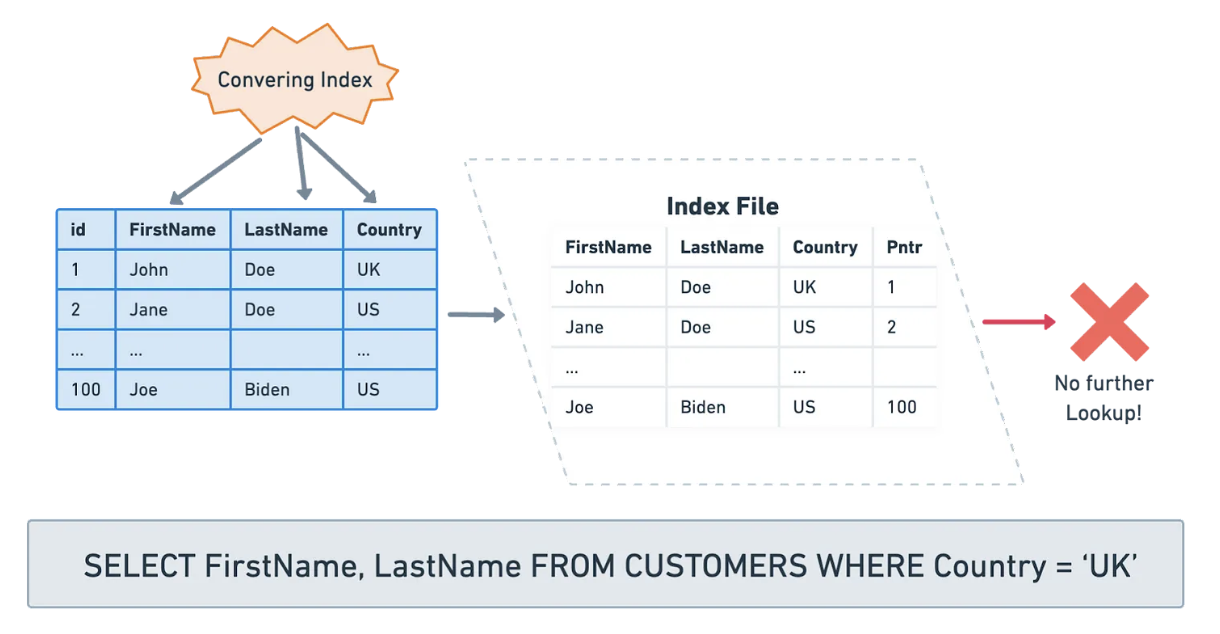 Convering Index
id FirstName LastName Country
1 John Doe UK
2 Jane Doe US
... ... ...
100 Joe Biden US
Index File
FirstName LastName Country Pntr
John Doe UK 1
Jane Doe US 2
... ...
Joe Biden US 100
No further
Lookup!
SELECT FirstName, LastName FROM CUSTOMERS WHERE Country = ‘UK’